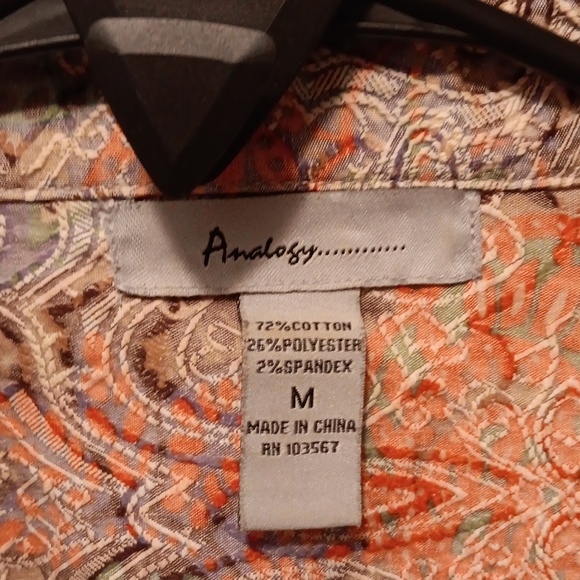 Analogy............
72%COTTON
26%POLYESTER
2%SPANDEX
M
MADE IN CHINA
RN 103567